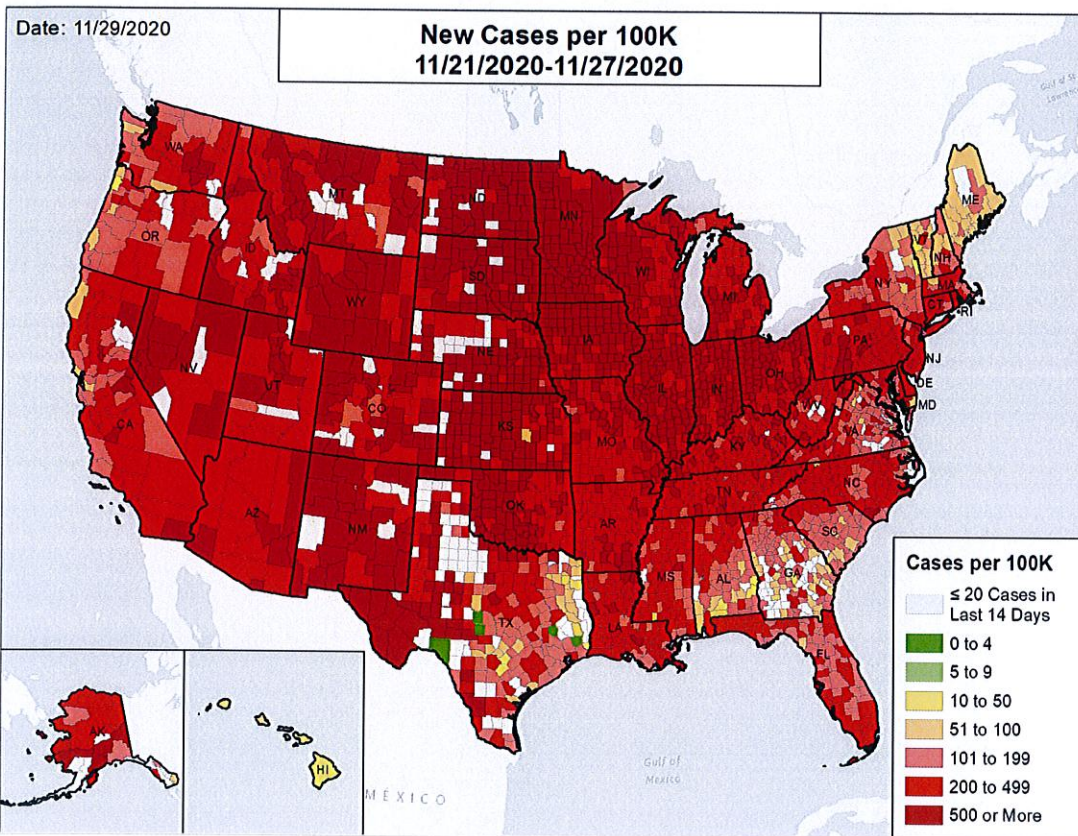 Date: 11/29/2020
New Cases per 100K
11/21/2020-11/27/2020
Gulf of St
Lawrence
WA
MT
ND
MN
ME
OR
ID
SD
WI
MI
NY
NH
MA
CT
RI
WY
IA
PA
NJ
NV
NE
IL
IN
OH
DE
MD
UT
CO
KS
MO
KY
VA
CA
AZ
NM
OK
AR
TN
NC
SC
MS
AL
GA
TX
LA
FL
AK
HI
MÉXICO
Gulf of
Mexico
Cases per 100K
≤ 20 Cases in
Last 14 Days
0 to 4
5 to 9
10 to 50
51 to 100
101 to 199
200 to 499
500 or More